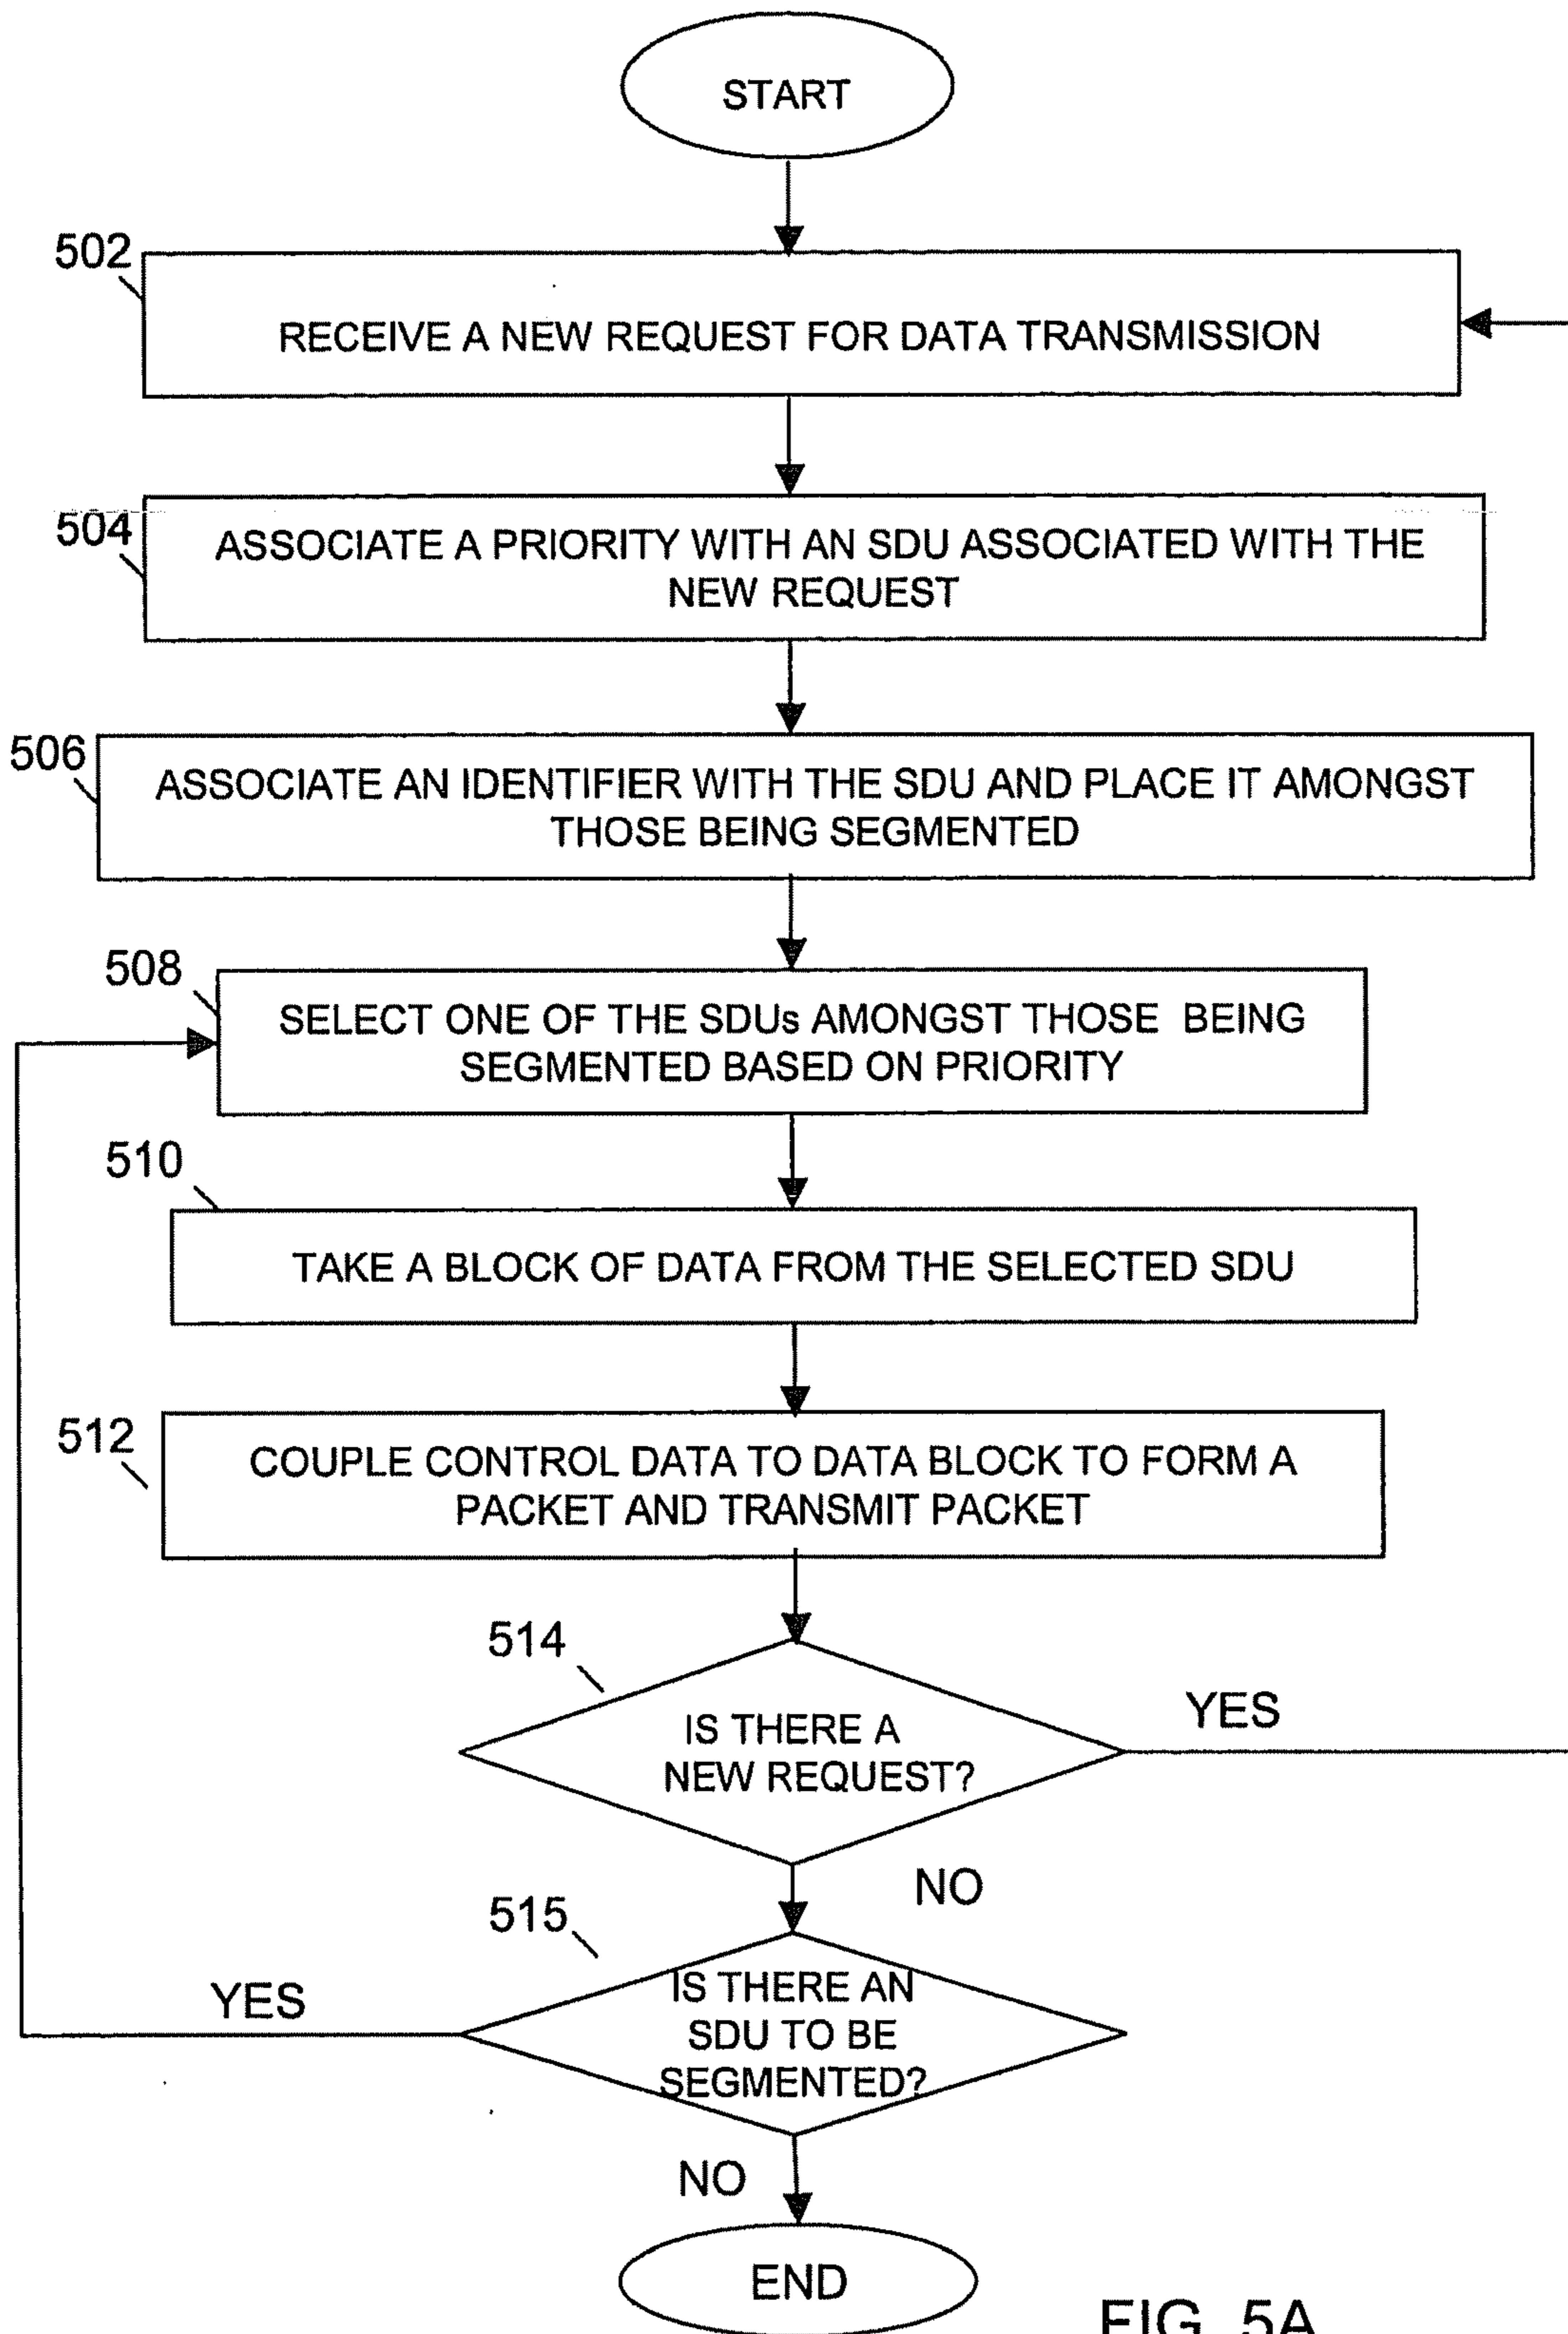 START
502
RECEIVE A NEW REQUEST FOR DATA TRANSMISSION
504
ASSOCIATE A PRIORITY WITH AN SDU ASSOCIATED WITH THE
NEW REQUEST
506
ASSOCIATE AN IDENTIFIER WITH THE SDU AND PLACE IT AMONGST
THOSE BEING SEGMENTED
508
SELECT ONE OF THE SDUs AMONGST THOSE BEING
SEGMENTED BASED ON PRIORITY
510
TAKE A BLOCK OF DATA FROM THE SELECTED SDU
512
COUPLE CONTROL DATA TO DATA BLOCK TO FORM A
PACKET AND TRANSMIT PACKET
514
IS THERE A
NEW REQUEST?
YES
NO
515
IS THERE AN
SDU TO BE
SEGMENTED?
YES
NO
END
FIG. 5A